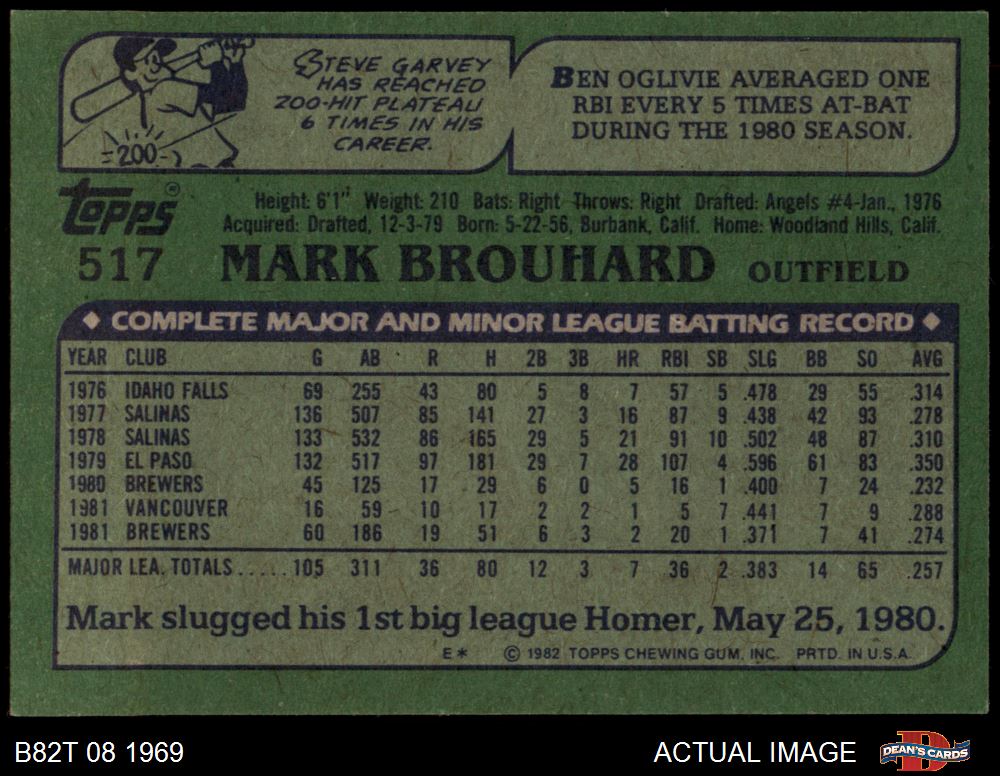 STEVE GARVEY
HAS REACHED
200-HIT PLATEAU
6 TIMES IN HIS
CAREER.
200
BEN OGLIVIE AVERAGED ONE
RBI EVERY 5 TIMES AT-BAT
DURING THE 1980 SEASON.
Topps®
Height: 6'1" Weight: 210 Bats: Right Throws: Right Drafted: Angels #4-Jan., 1976
Acquired: Drafted, 12-3-79 Born: 5-22-56, Burbank, Calif. Home: Woodland Hills, Calif.
517 MARK BROUHARD OUTFIELD
◆ COMPLETE MAJOR AND MINOR LEAGUE BATTING RECORD ◆
YEAR CLUB G AB R H 2B 3B HR RBI SB SLG BB SO AVG
1976 IDAHO FALLS 69 255 43 80 5 8 7 57 5 .478 29 55 .314
1977 SALINAS 136 507 85 141 27 3 16 87 9 .438 42 93 .278
1978 SALINAS 133 532 86 165 29 5 21 91 10 .502 48 87 .310
1979 EL PASO 132 517 97 181 29 7 28 107 4 .596 61 83 .350
1980 BREWERS 45 125 17 29 6 0 5 16 1 .400 7 24 .232
1981 VANCOUVER 16 59 10 17 2 2 1 5 7 .441 7 9 .288
1981 BREWERS 60 186 19 51 6 3 2 20 1 .371 7 41 .274
MAJOR LEA. TOTALS.....105 311 36 80 12 3 7 36 2 .383 14 65 .257
Mark slugged his 1st big league Homer, May 25, 1980.
E* © 1982 TOPPS CHEWING GUM, INC. PRTD. IN U.S.A.
B82T 08 1969
ACTUAL IMAGE
DEAN'S CARDS